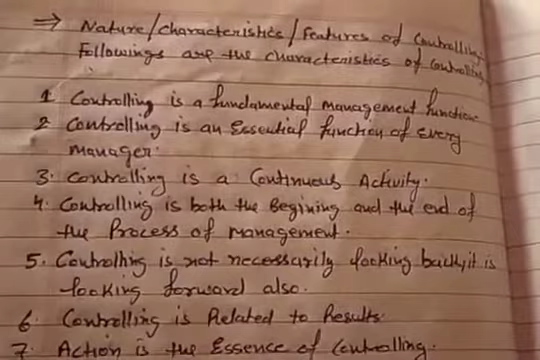 ⇒ Nature/characteristics/Features of Controlling
Followings are the characteristics of Controlling
1 Controlling is a fundamental management function
2 Controlling is an Essential function of Every
manager.
3. Controlling is a Continuous Activity.
4. Controlling is both the Begining and the end of
the Process of management.
5. Controlling is not necessarily looking back, it is
looking forward also.
6 Controlling is Related to Results.
7. Action is the Essence of Controlling.